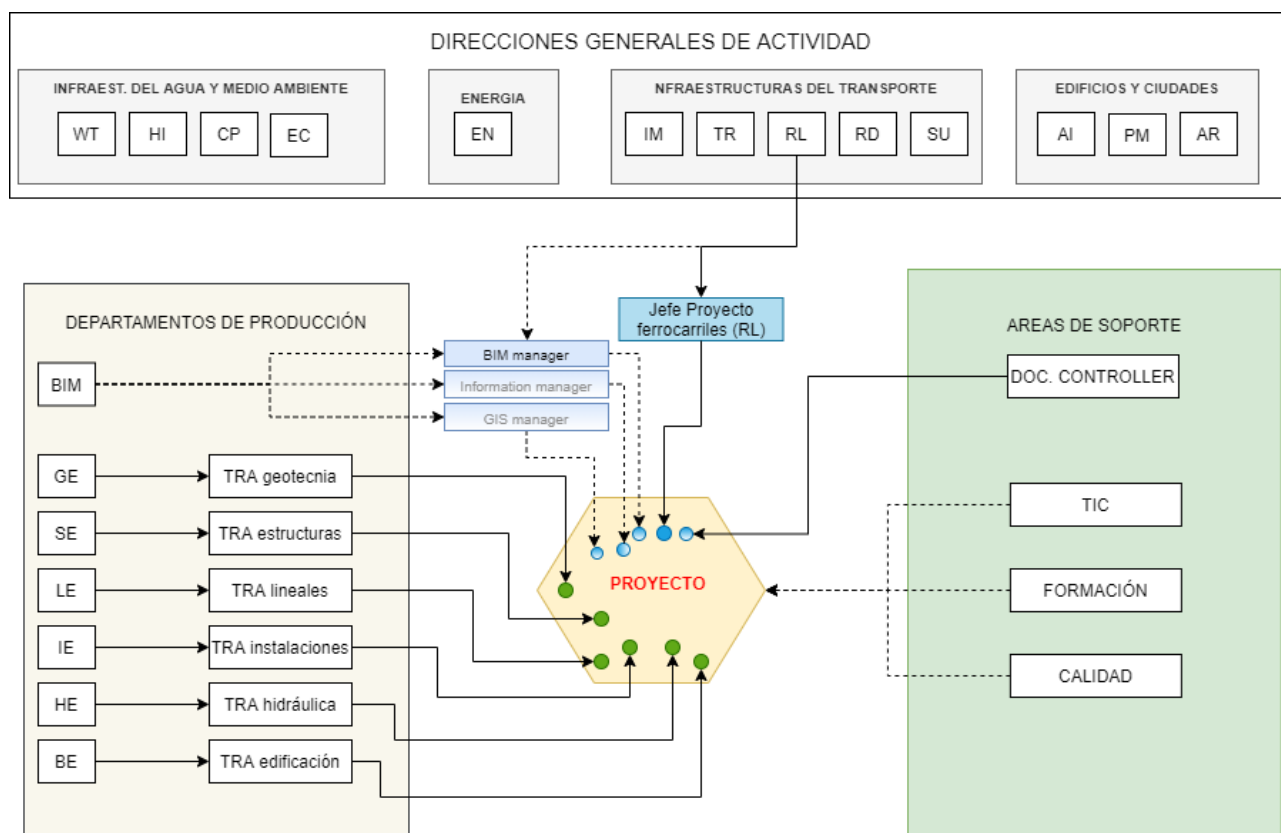 DIRECCIONES GENERALES DE ACTIVIDAD
INFRAEST. DEL AGUA Y MEDIO AMBIENTE
WT
HI
CP
EC
ENERGIA
EN
NFRAESTRUCTURAS DEL TRANSPORTE
IM
TR
RL
RD
SU
EDIFICIOS Y CIUDADES
AI
PM
AR
DEPARTAMENTOS DE PRODUCCIÓN
BIM
GE
TRA geotecnia
SE
TRA estructuras
LE
TRA lineales
IE
TRA instalaciones
HE
TRA hidráulica
BE
TRA edificación
BIM manager
Information manager
GIS manager
Jefe Proyecto
ferrocarriles (RL)
PROYECTO
AREAS DE SOPORTE
DOC. CONTROLLER
TIC
FORMACIÓN
CALIDAD